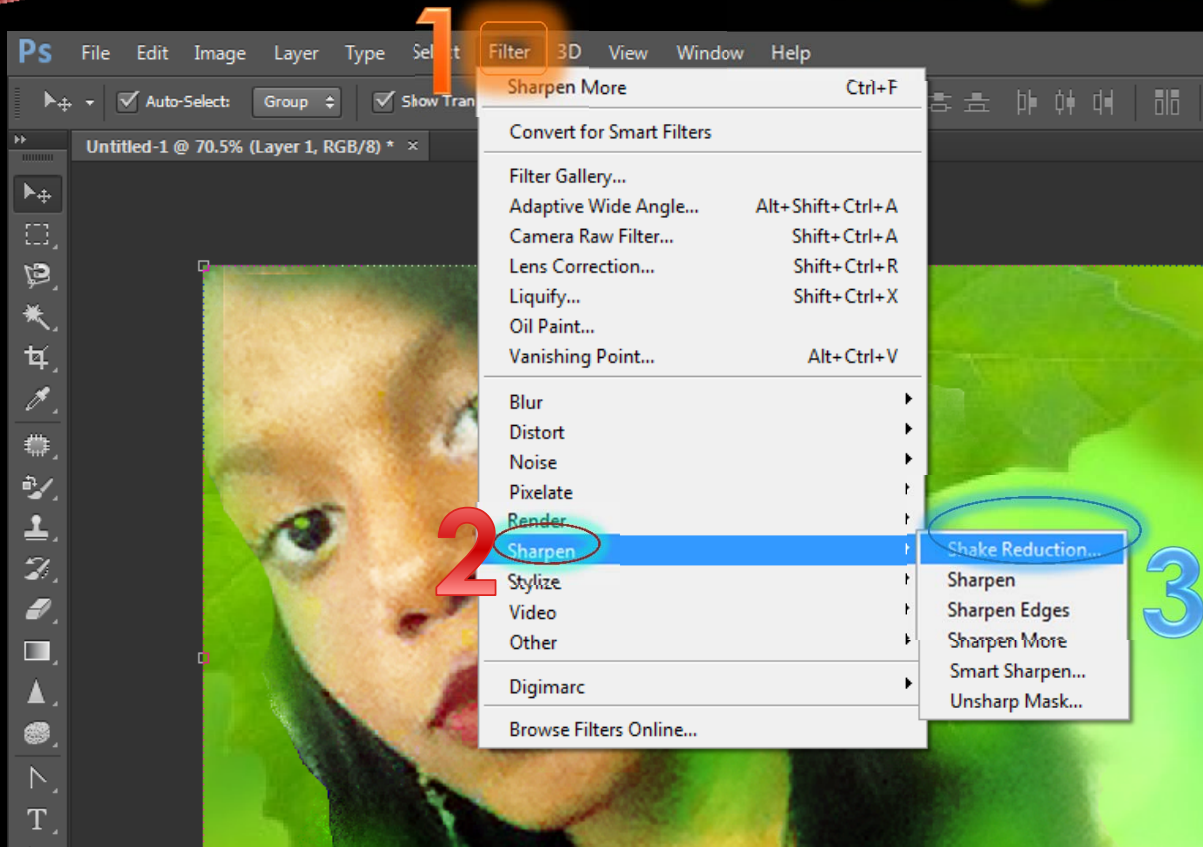 1
Ps File Edit Image Layer Type Select Filter 3D View Window Help
Auto-Select: Group Show Tran
Untitled-1 @ 70.5% (Layer 1, RGB/8) * ×
Sharpen More Ctrl+F
Convert for Smart Filters
Filter Gallery...
Adaptive Wide Angle... Alt+Shift+Ctrl+A
Camera Raw Filter... Shift+Ctrl+A
Lens Correction... Shift+Ctrl+R
Liquify... Shift+Ctrl+X
Oil Paint...
Vanishing Point... Alt+Ctrl+V
Blur
Distort
Noise
Pixelate
Render
2
Sharpen
Stylize
Video
Other
Digimarc
Browse Filters Online...
Shake Reduction...
3
Sharpen
Sharpen Edges
Sharpen More
Smart Sharpen...
Unsharp Mask...
T